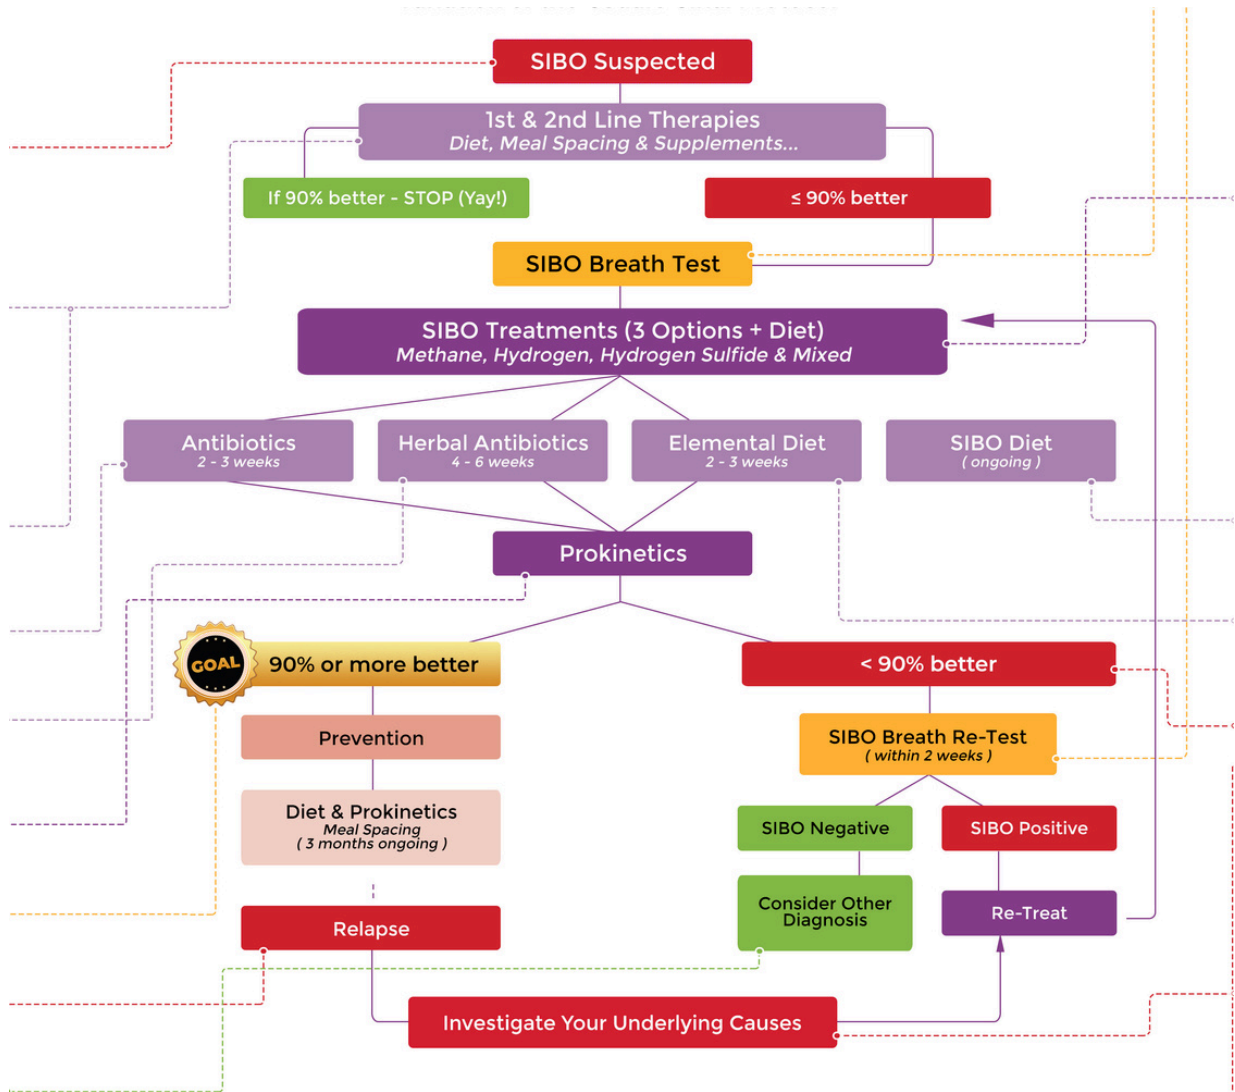 SIBO Suspected
1st & 2nd Line Therapies
Diet, Meal Spacing & Supplements...
If 90% better - STOP (Yay!)
≤ 90% better
SIBO Breath Test
SIBO Treatments (3 Options + Diet)
Methane, Hydrogen, Hydrogen Sulfide & Mixed
Antibiotics
2 - 3 weeks
Herbal Antibiotics
4 - 6 weeks
Elemental Diet
2 - 3 weeks
SIBO Diet
( ongoing )
Prokinetics
GOAL
90% or more better
< 90% better
Prevention
SIBO Breath Re-Test
( within 2 weeks )
Diet & Prokinetics
Meal Spacing
( 3 months ongoing )
SIBO Negative
SIBO Positive
Consider Other
Diagnosis
Re-Treat
Relapse
Investigate Your Underlying Causes